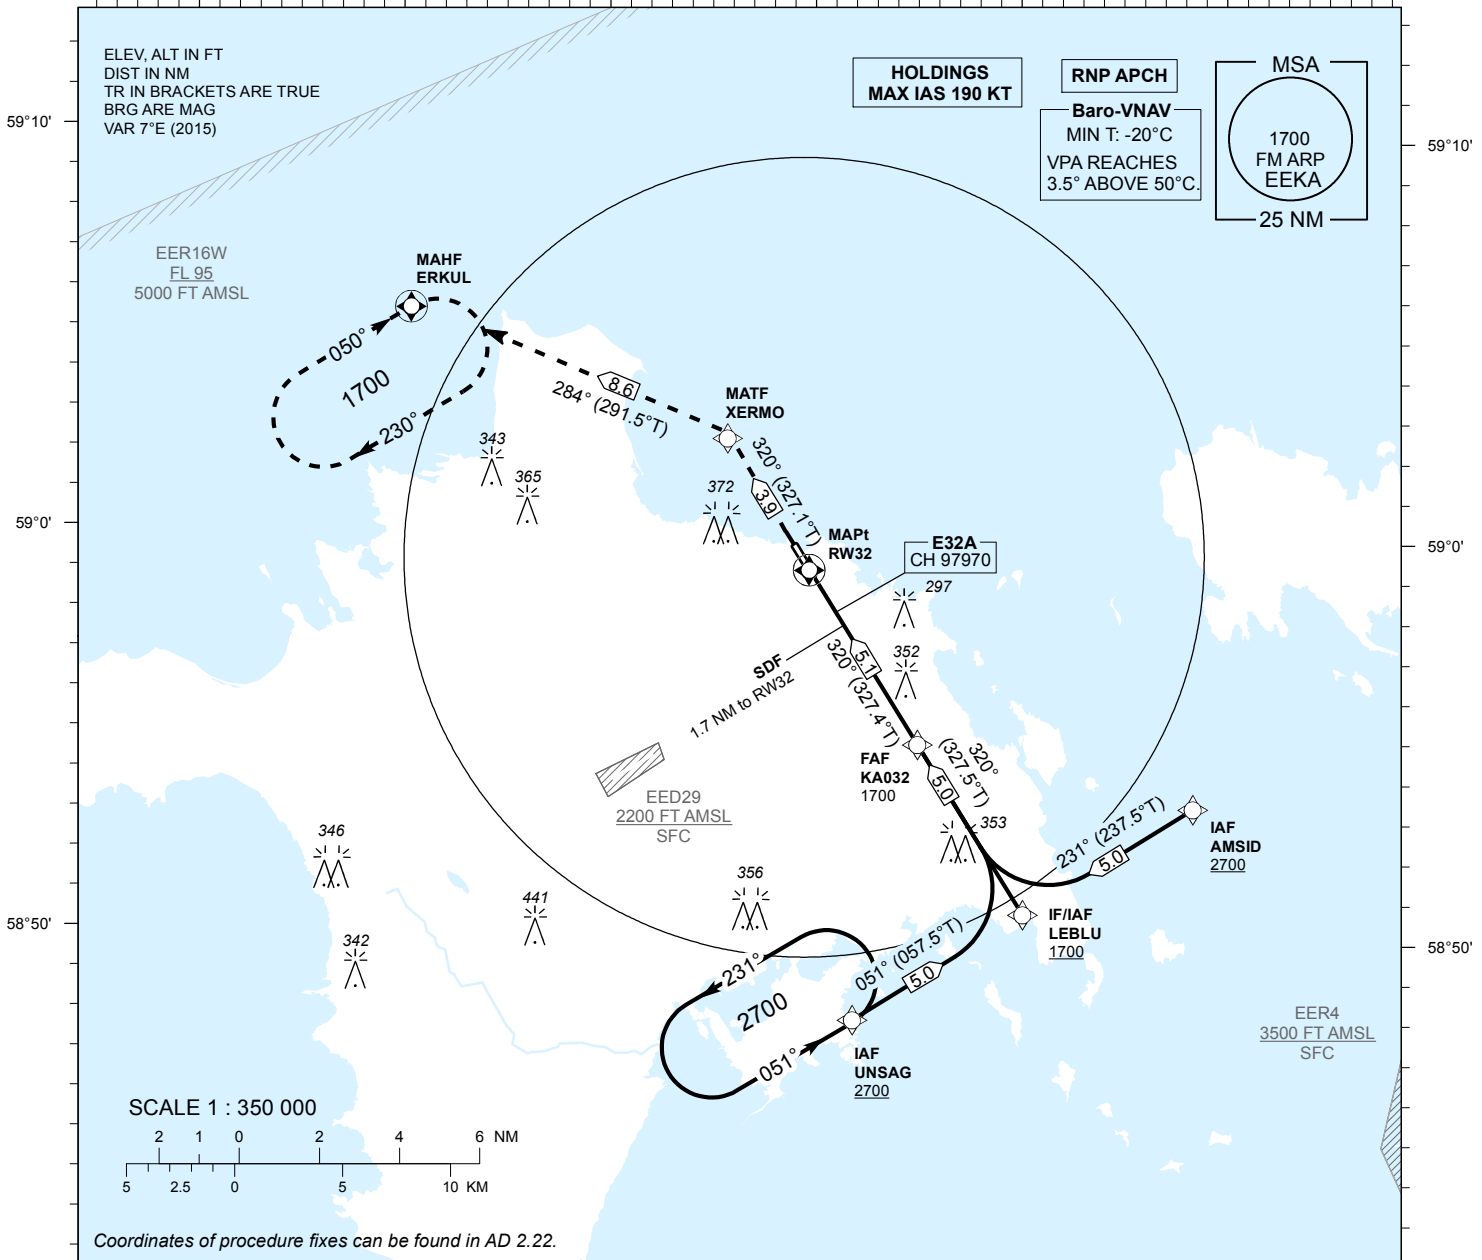 ELEV, ALT IN FT
DIST IN NM
TR IN BRACKETS ARE TRUE
BRG ARE MAG
VAR 7°E (2015)
HOLDINGS
MAX IAS 190 KT
RNP APCH
Baro-VNAV
MIN T: -20°C
VPA REACHES
3.5° ABOVE 50°C.
MSA
1700
FM ARP
EEKA
25 NM
59°10'
59°10'
EER16W
FL 95
5000 FT AMSL
MAHF
ERKUL
050°
1700
230°
8.6
284° (291.5°T)
MATF
XERMO
320° (327.1°T)
3.9
343
365
372
59°0'
59°0'
MAPt
RW32
E32A
CH 97970
297
352
SDF
1.7 NM to RW32
5.1
320° (327.4°T)
FAF
KA032
1700
320°
(327.5°T)
5.0
EED29
2200 FT AMSL
SFC
353
231° (237.5°T)
5.0
IAF
AMSID
2700
346
441
356
342
58°50'
58°50'
IF/IAF
LEBLU
1700
051° (057.5°T)
5.0
231°
2700
051°
IAF
UNSAG
2700
EER4
3500 FT AMSL
SFC
SCALE 1 : 350 000
2 1 0 2 4 6 NM
5 2.5 0 5 10 KM
Coordinates of procedure fixes can be found in AD 2.22.